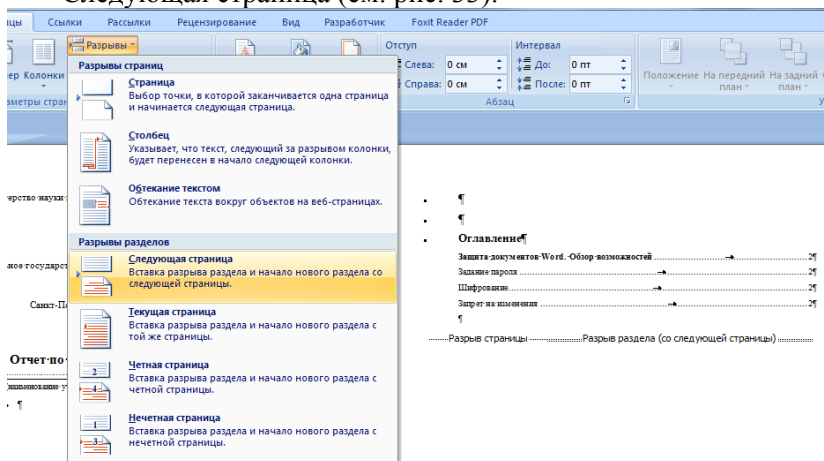 Следующая страница (см. рис. 55).
Ссылки Рассылки Рецензирование Вид Разработчик Foxit Reader PDF
Разрывы
Колонки
Отступ
Слева: 0 см
Справа: 0 см
Интервал
До: 0 пт
После: 0 пт
Абзац
Положение На передний план На задний план
Разрывы страниц
Страница
Выбор точки, в которой заканчивается одна страница
и начинается следующая страница.
Столбец
Указывает, что текст, следующий за разрывом колонки,
будет перенесен в начало следующей колонки.
Обтекание текстом
Обтекание текста вокруг объектов на веб-страницах.
Разрывы разделов
Следующая страница
Вставка разрыва раздела и начало нового раздела со
следующей страницы.
Текущая страница
Вставка разрыва раздела и начало нового раздела с
той же страницы.
Четная страница
Вставка разрыва раздела и начало нового раздела с
четной страницы.
Нечетная страница
Вставка разрыва раздела и начало нового раздела с
нечетной страницы.
Отчет·по
¶
¶
¶
Оглавление¶
Защита·документов·Word.·Обзор·возможностей → 2¶
Задание·пароля → 2¶
Шифрование → 2¶
Запрет·на·изменения → 2¶
¶
Разрыв страницы Разрыв раздела (со следующей страницы)